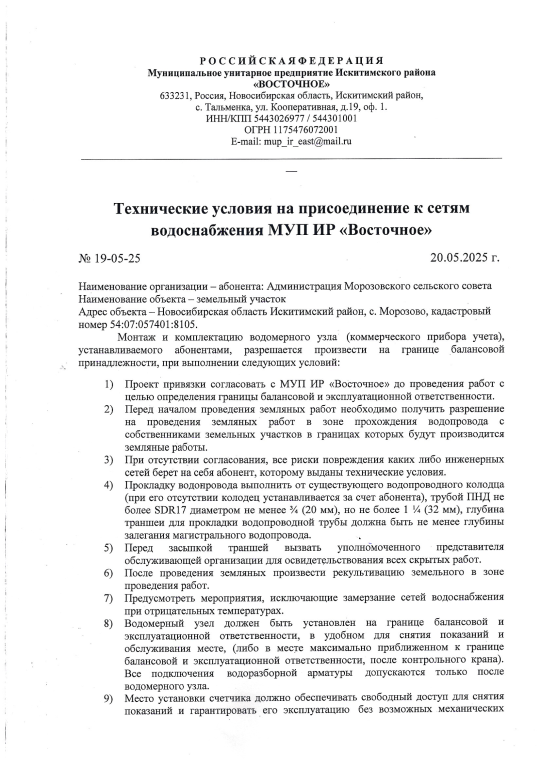 Р О С С И Й С К А Я Ф Е Д Е Р А Ц И Я
Муниципальное унитарное предприятие Искитимского района
«ВОСТОЧНОЕ»
633231, Россия, Новосибирская область, Искитимский район,
с. Тальменка, ул. Кооперативная, д.19, оф. 1.
ИНН/КПП 5443026977 / 544301001
ОГРН 1175476072001
E-mail: mup_ir_east@mail.ru
Технические условия на присоединение к сетям
водоснабжения МУП ИР «Восточное»
№ 19-05-25 20.05.2025 г.
Наименование организации – абонента: Администрация Морозовского сельского совета
Наименование объекта – земельный участок
Адрес объекта – Новосибирская область Искитимский район, с. Морозово, кадастровый
номер 54:07:057401:8105.
Монтаж и комплектацию водомерного узла (коммерческого прибора учета),
устанавливаемого абонентами, разрешается произвести на границе балансовой
принадлежности, при выполнении следующих условий:
1) Проект привязки согласовать с МУП ИР «Восточное» до проведения работ с
целью определения границы балансовой и эксплуатационной ответственности.
2) Перед началом проведения земляных работ необходимо получить разрешение
на проведения земляных работ в зоне прохождения водопровода с
собственниками земельных участков в границах которых будут производится
земляные работы.
3) При отсутствии согласования, все риски повреждения каких либо инженерных
сетей берет на себя абонент, которому выданы технические условия.
4) Прокладку водонровода выполнить от существующего водопроводного колодца
(при его отсутствии колодец устанавливается за счет абонента), трубой ПНД не
более SDR17 диаметром не менее ¾ (20 мм), но не более 1 ¼ (32 мм), глубина
траншеи для прокладки водопроводной трубы должна быть не менее глубины
залегания магистрального водопровода.
5) Перед засыпкой траншей вызвать уполномоченного представителя
обслуживающей организации для освидетельствования всех скрытых работ.
6) После проведения земляных произвести рекультивацию земельного в зоне
проведения работ.
7) Предусмотреть мероприятия, исключающие замерзание сетей водоснабжения
при отрицательных температурах.
8) Водомерный узел должен быть установлен на границе балансовой и
эксплуатационной ответственности, в удобном для снятия показаний и
обслуживания месте, (либо в месте максимально приближенном к границе
балансовой и эксплуатационной ответственности, после контрольного крана).
Все подключения водоразборной арматуры допускаются только после
водомерного узла.
9) Место установки счетчика должно обеспечивать свободный доступ для снятия
показаний и гарантировать его эксплуатацию без возможных механических